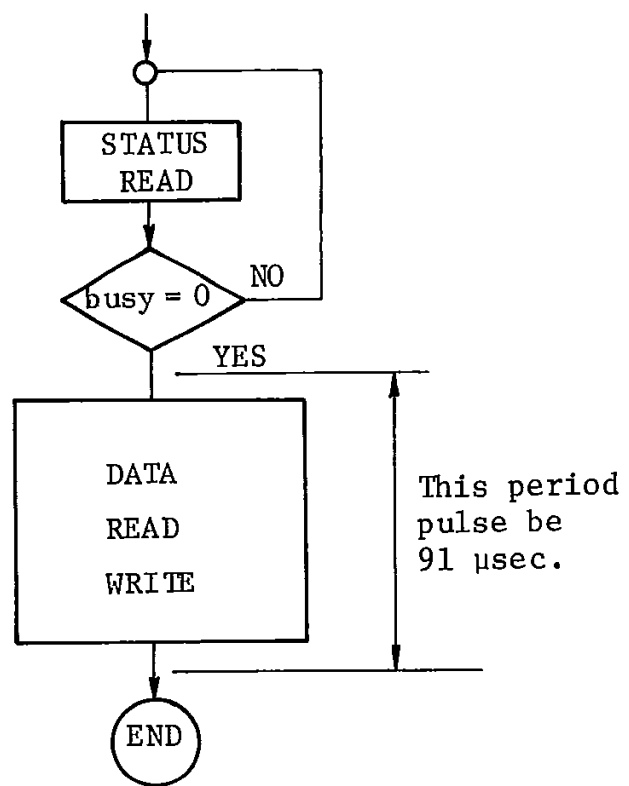 STATUS
READ
busy = 0
NO
YES
DATA
READ
WRITE
This period
pulse be
91 μsec.
END